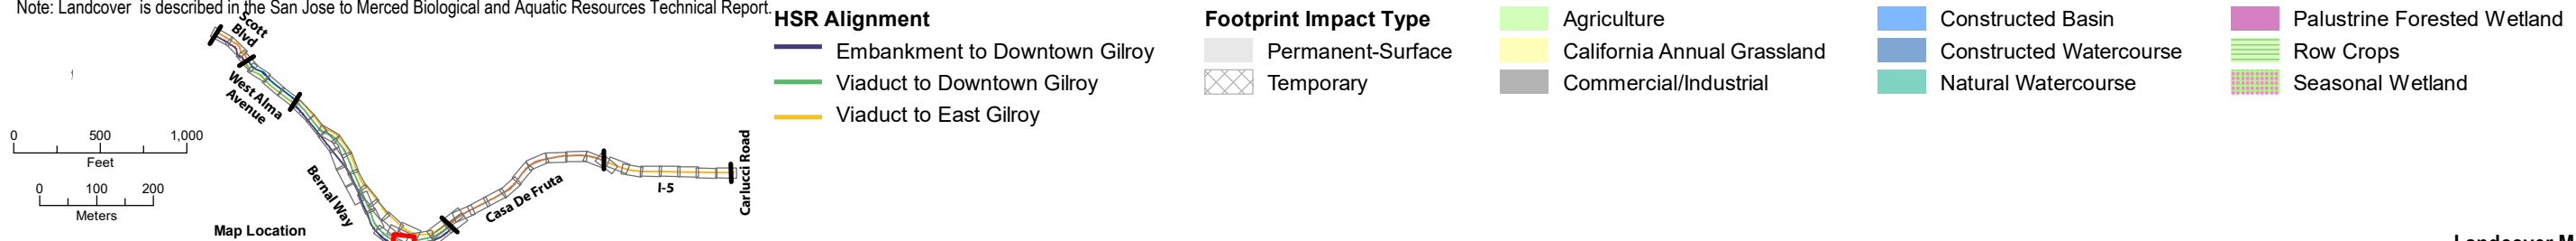 Note: Landcover is described in the San Jose to Merced Biological and Aquatic Resources Technical Report.
Scott
Blvd
West Alma
Avenue
Bernal Way
Casa De Fruta
I-5
Carlucci Road
0 500 1,000
Feet
0 100 200
Meters
Map Location
HSR Alignment
Embankment to Downtown Gilroy
Viaduct to Downtown Gilroy
Viaduct to East Gilroy
Footprint Impact Type
Permanent-Surface
Temporary
Agriculture
California Annual Grassland
Commercial/Industrial
Constructed Basin
Constructed Watercourse
Natural Watercourse
Palustrine Forested Wetland
Row Crops
Seasonal Wetland